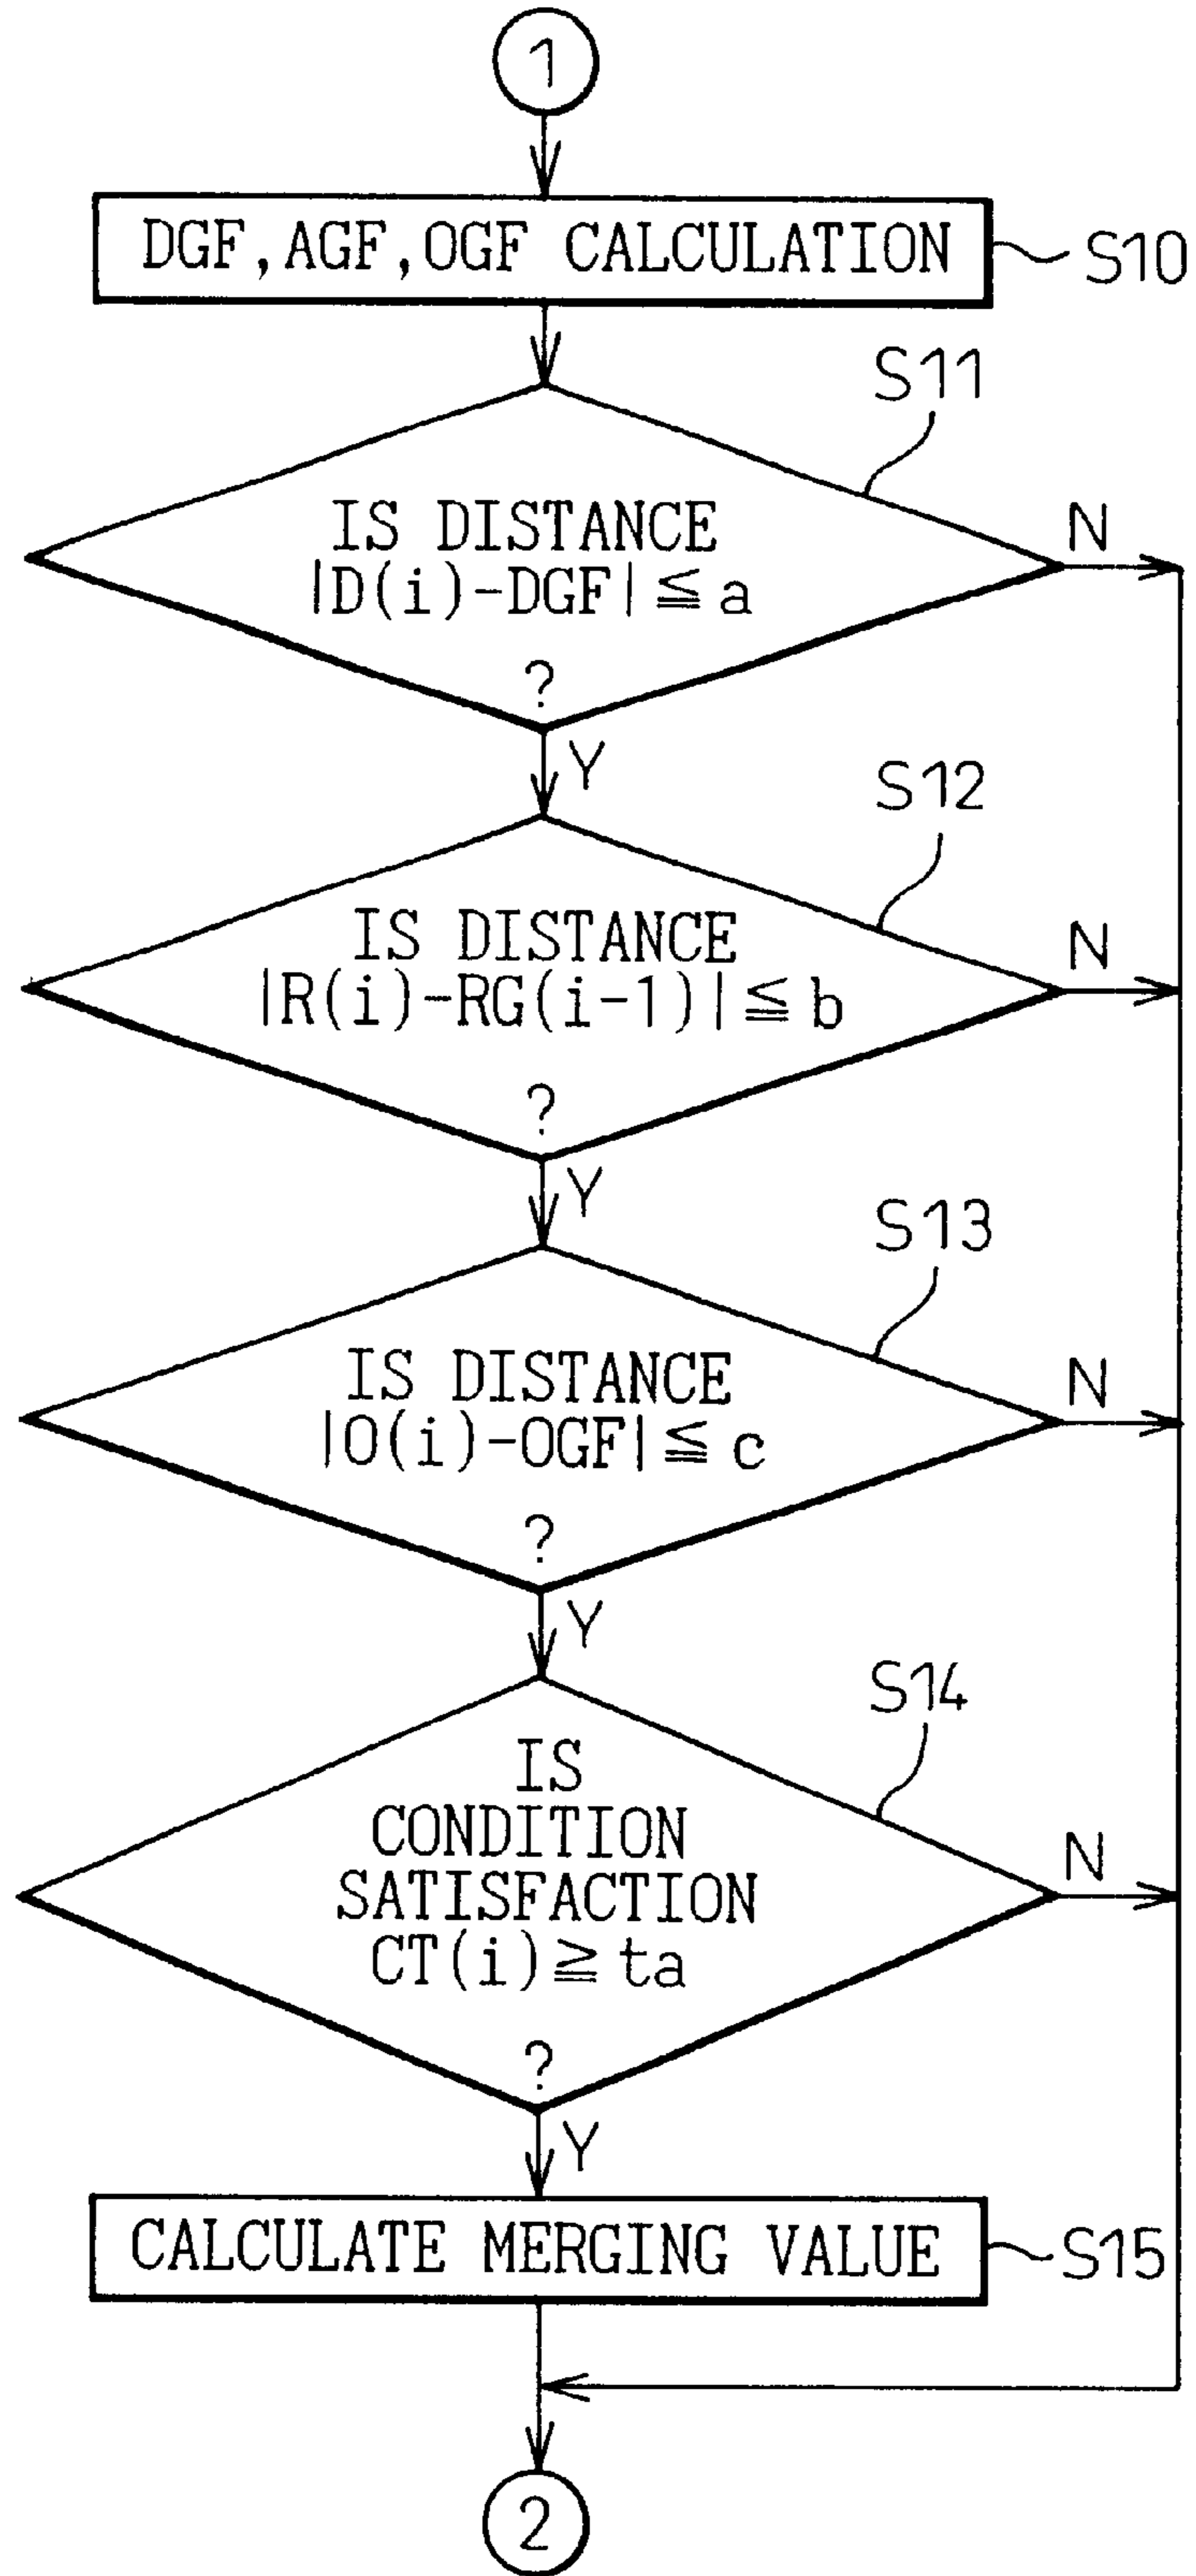 1
DGF,AGF,OGF CALCULATION
S10
S11
IS DISTANCE
|D(i)-DGF|≦a
?
N
Y
S12
IS DISTANCE
|R(i)-RG(i-1)|≦b
?
N
Y
S13
IS DISTANCE
|O(i)-OGF|≦c
?
N
Y
S14
IS
CONDITION
SATISFACTION
CT(i)≧ta
?
N
Y
CALCULATE MERGING VALUE
S15
2